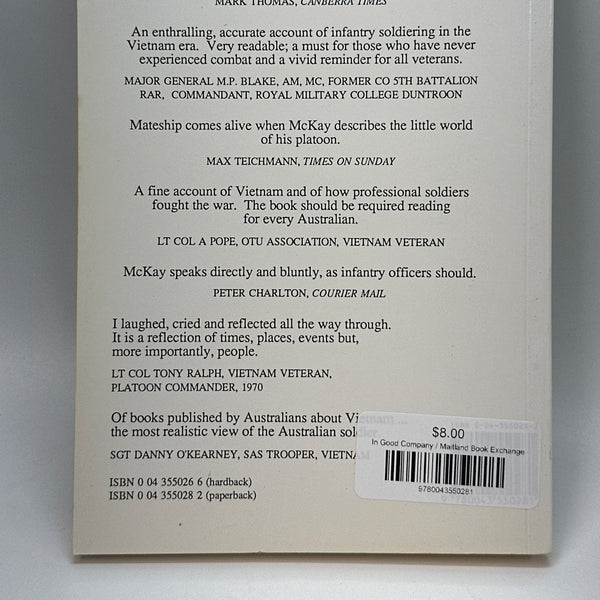 MARK THOMAS, CANBERRA TIMES
An enthralling, accurate account of infantry soldiering in the
Vietnam era. Very readable; a must for those who have never
experienced combat and a vivid reminder for all veterans.
MAJOR GENERAL M.P. BLAKE, AM, MC, FORMER CO 5TH BATTALION
RAR, COMMANDANT, ROYAL MILITARY COLLEGE DUNTROON
Mateship comes alive when McKay describes the little world
of his platoon.
MAX TEICHMANN, TIMES ON SUNDAY
A fine account of Vietnam and of how professional soldiers
fought the war. The book should be required reading
for every Australian.
LT COL A POPE, OTU ASSOCIATION, VIETNAM VETERAN
McKay speaks directly and bluntly, as infantry officers should.
PETER CHARLTON, COURIER MAIL
I laughed, cried and reflected all the way through.
It is a reflection of times, places, events but,
more importantly, people.
LT COL TONY RALPH, VIETNAM VETERAN,
PLATOON COMMANDER, 1970
Of books published by Australians about Vietnam ...
the most realistic view of the Australian soldier
SGT DANNY O'KEARNEY, SAS TROOPER, VIETNAM
ISBN 0 04 355026 6 (hardback)
ISBN 0 04 355028 2 (paperback)
$8.00
In Good Company / Maitland Book Exchange
9780043550281